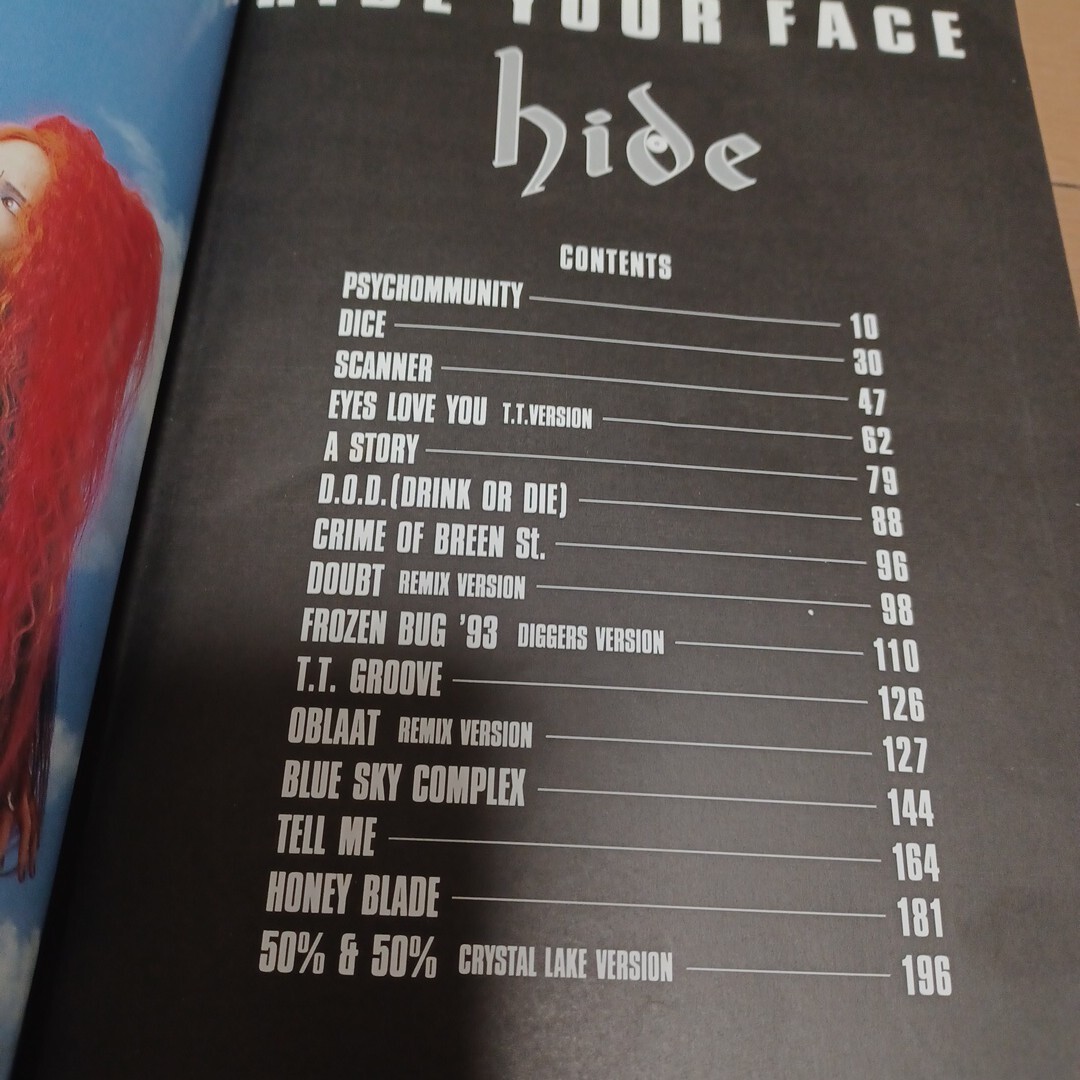 HIDE YOUR FACE
hide
CONTENTS
PSYCHOMMUNITY 10
DICE 30
SCANNER 47
EYES LOVE YOU T.T.VERSION 62
A STORY 79
D.O.D.(DRINK OR DIE) 88
CRIME OF BREEN St. 96
DOUBT REMIX VERSION 98
FROZEN BUG '93 DIGGERS VERSION 110
T.T. GROOVE 126
OBLAAT REMIX VERSION 127
BLUE SKY COMPLEX 144
TELL ME 164
HONEY BLADE 181
50% & 50% CRYSTAL LAKE VERSION 196